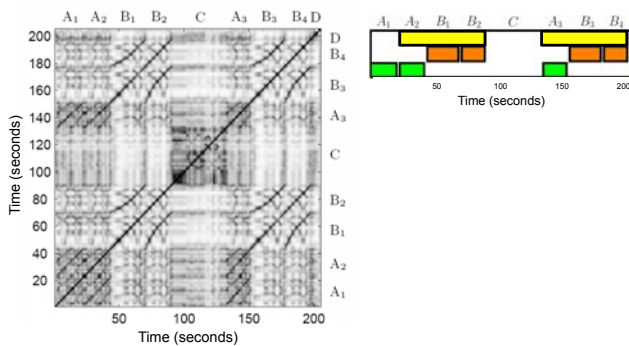 A₁ A₂ B₁ B₂ C A₃ B₃ B₄ D
200
180
160
140
120
100
80
60
40
20
Time (seconds)
D
B₄
B₃
A₃
C
B₂
B₁
A₂
A₁
50 100 150 200
Time (seconds)
A₁ A₂ B₁ B₂ C A₃ B₃ B₄
50 100 150 200
Time (seconds)